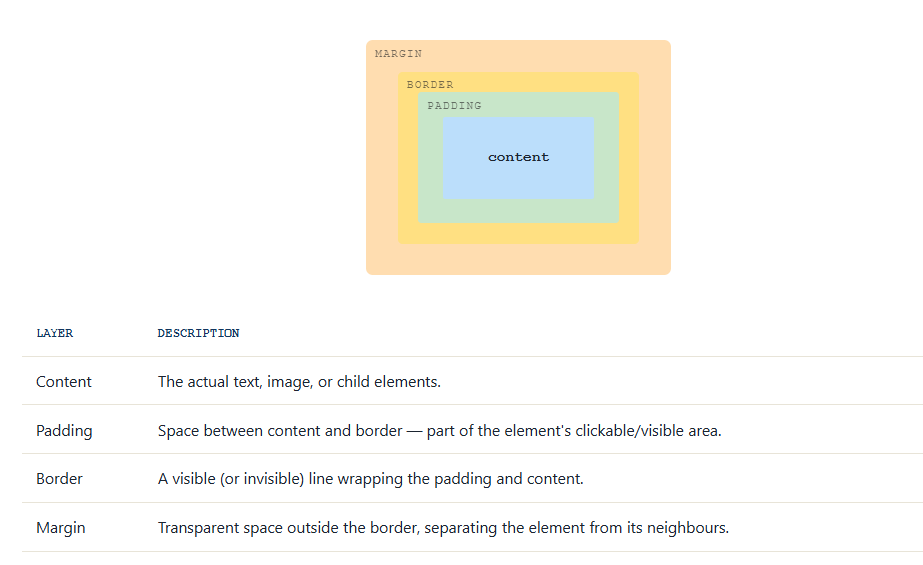 MARGIN
BORDER
PADDING
content
LAYER DESCRIPTION
Content The actual text, image, or child elements.
Padding Space between content and border — part of the element's clickable/visible area.
Border A visible (or invisible) line wrapping the padding and content.
Margin Transparent space outside the border, separating the element from its neighbours.